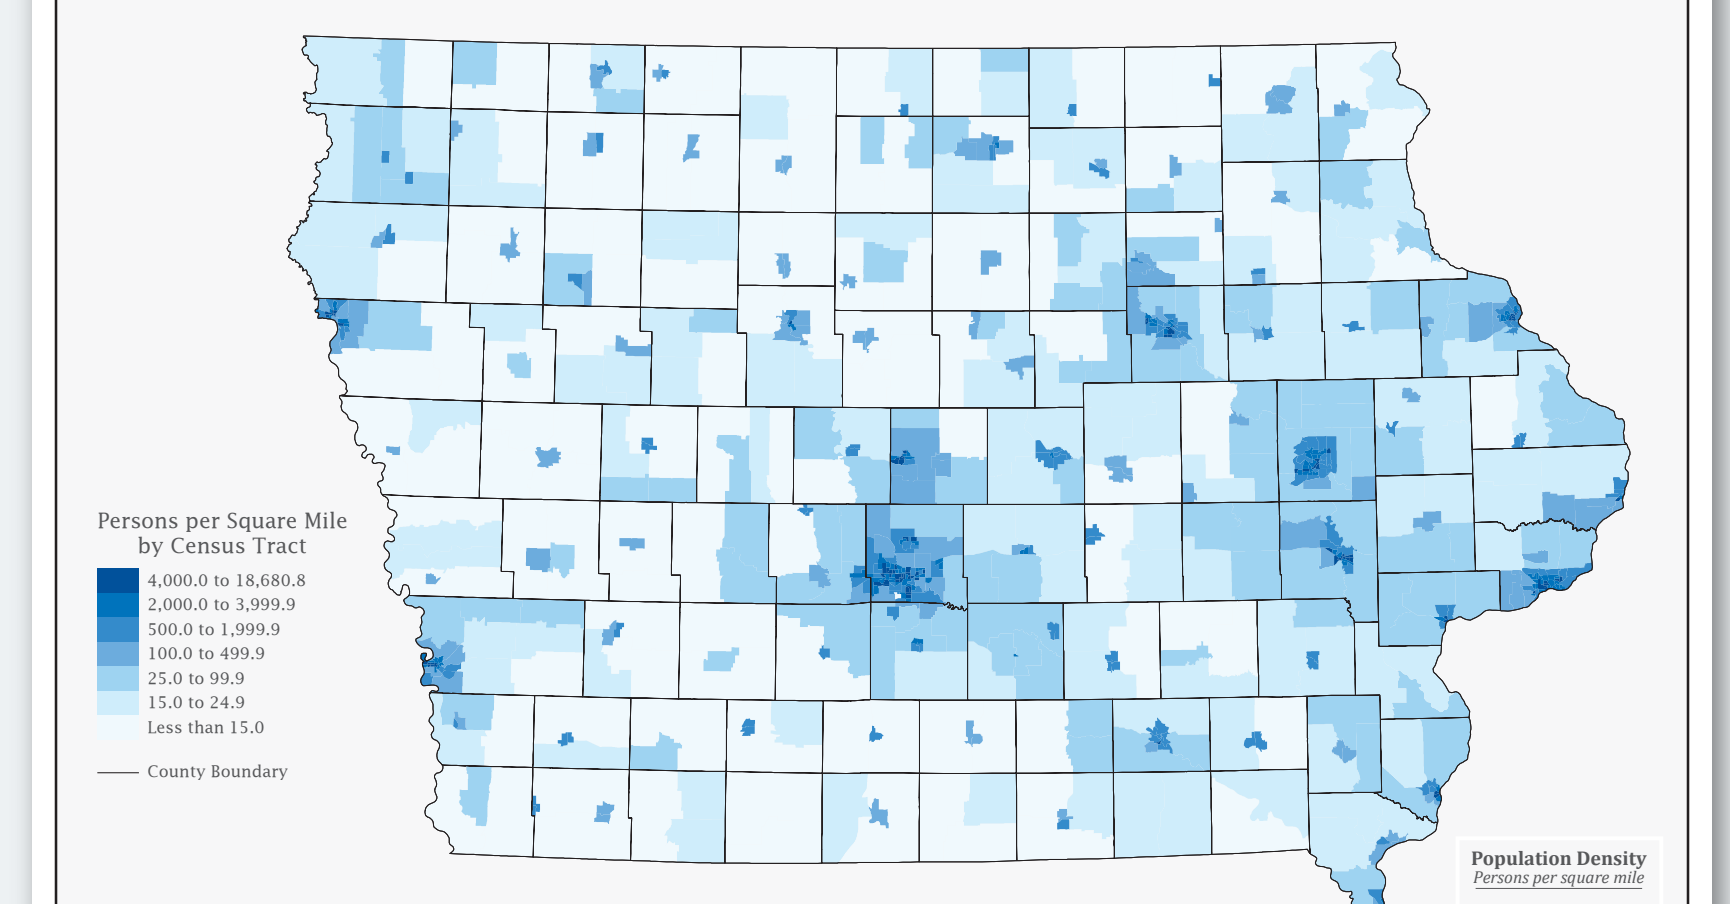 Persons per Square Mile
by Census Tract
4,000.0 to 18,680.8
2,000.0 to 3,999.9
500.0 to 1,999.9
100.0 to 499.9
25.0 to 99.9
15.0 to 24.9
Less than 15.0
County Boundary
Population Density
Persons per square mile